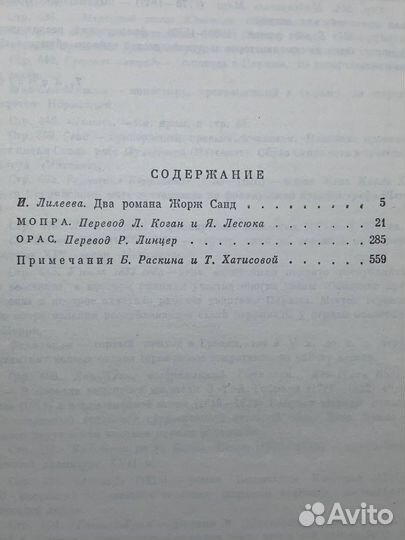 СОДЕРЖАНИЕ
И. Лилеева. Два романа Жорж Санд . . . . . . . . 5
МОПРА. Перевод Л. Коган и Я. Лесюка . . . . . . . 21
ОРАС. Перевод Р. Линцер . . . . . . . . . . . 285
Примечания Б. Раскина и Т. Хатисовой . . . . . . . 559
Avito